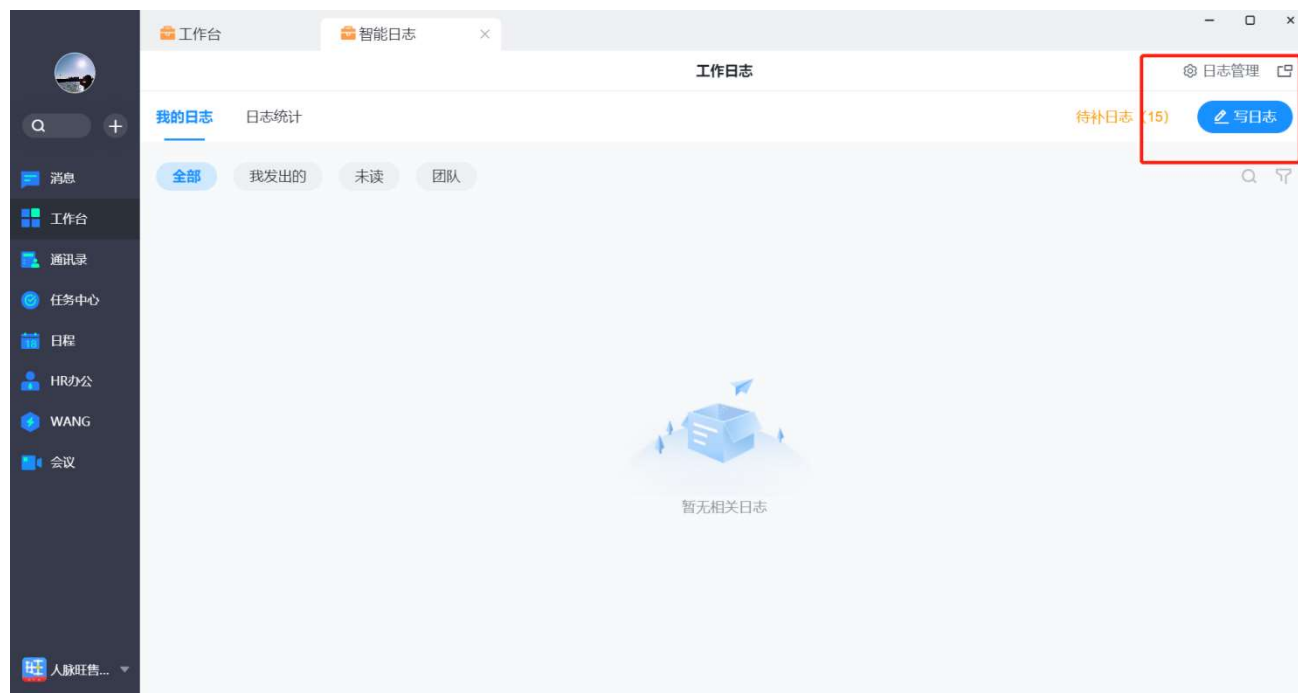 工作台
智能日志
工作日志
日志管理
我的日志
日志统计
待补日志（15）
写日志
全部
我发出的
未读
团队
消息
工作台
通讯录
任务中心
18
日程
HR办公
WANG
会议
暂无相关日志
旺
人脉旺售...